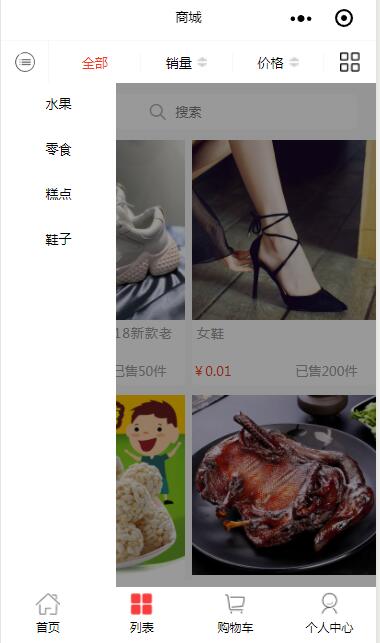 商城
全部 销量 价格
水果
零食
糕点
鞋子
搜索
18新款老
女鞋
已售50件
¥0.01 已售200件
首页 列表 购物车 个人中心